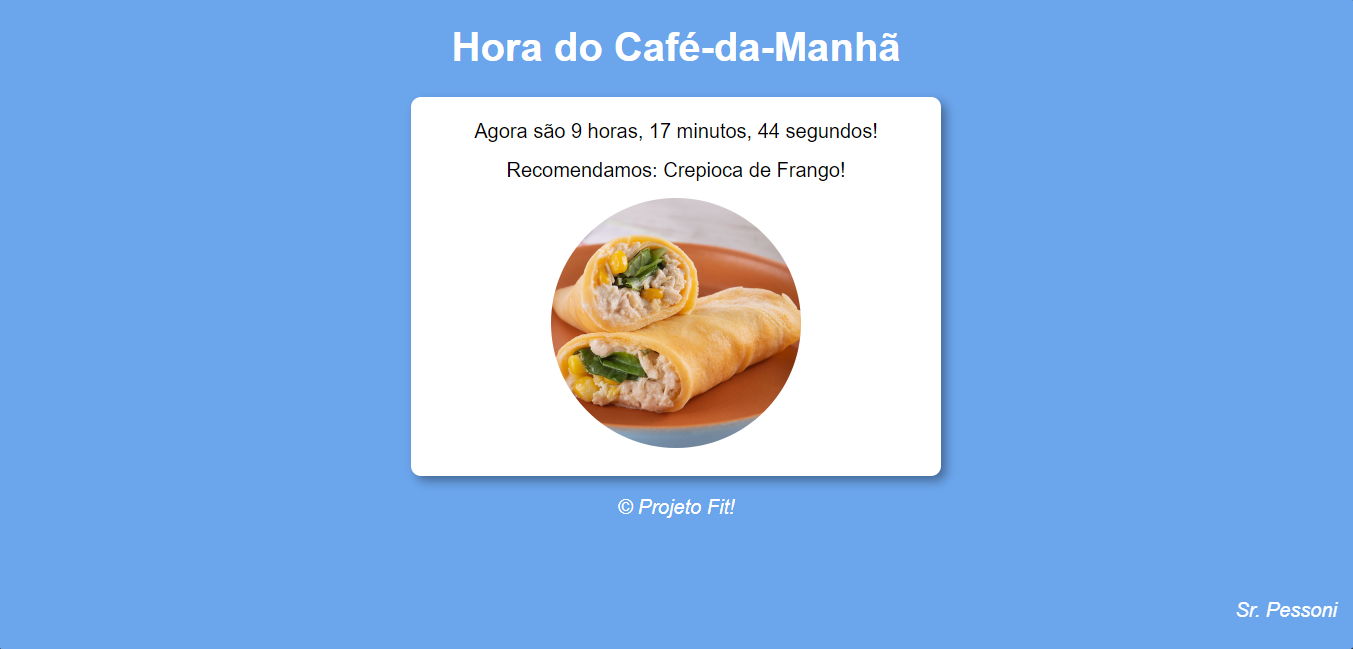 Hora do Café-da-Manhã
Agora são 9 horas, 17 minutos, 44 segundos!
Recomendamos: Crepioca de Frango!
© Projeto Fit!
Sr. Pessoni